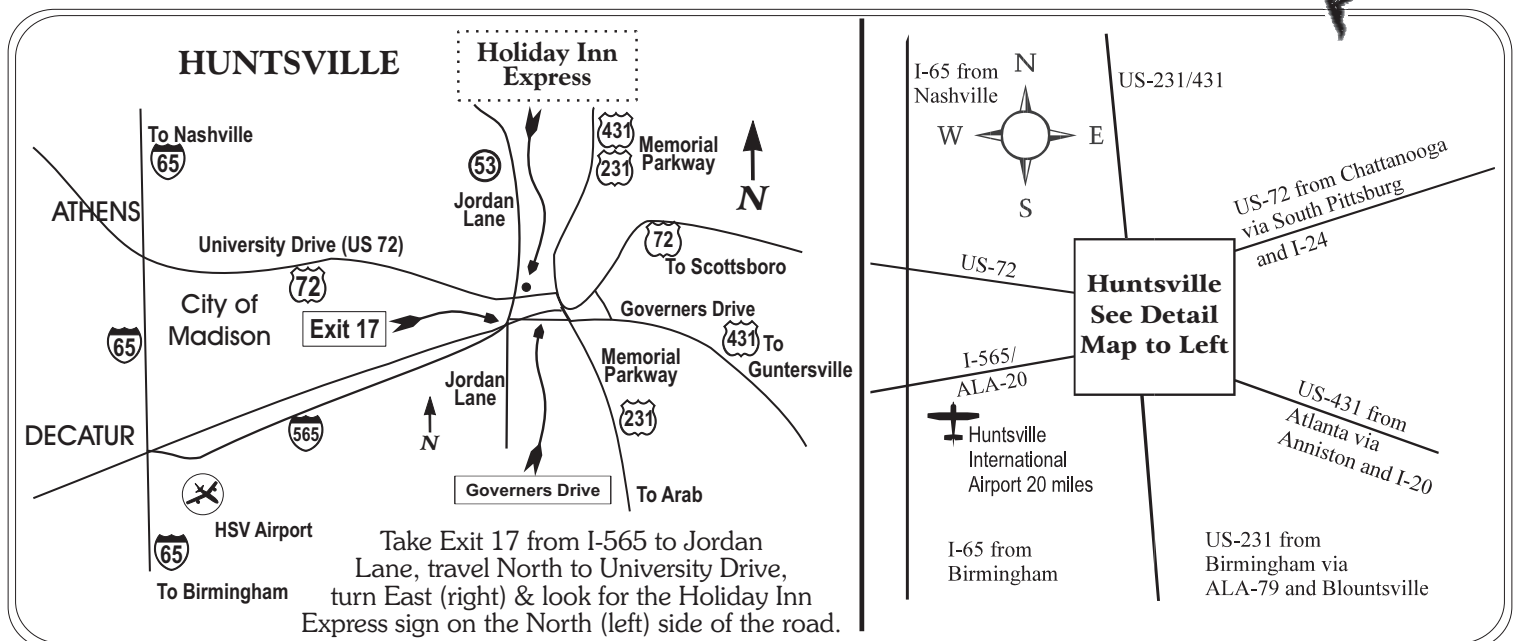 HUNTSVILLE
Holiday Inn
Express
To Nashville
65
ATHENS
53
Jordan
Lane
431
231
Memorial
Parkway
N
University Drive (US 72)
72
72
To Scottsboro
City of
Madison
Exit 17
Governers Drive
65
431
To
Guntersville
Memorial
Parkway
231
Jordan
Lane
N
DECATUR
565
Governers Drive
To Arab
HSV Airport
65
To Birmingham
Take Exit 17 from I-565 to Jordan
Lane, travel North to University Drive,
turn East (right) & look for the Holiday Inn
Express sign on the North (left) side of the road.
I-65 from
Nashville
N
W
E
S
US-231/431
US-72 from Chattanooga
via South Pittsburg
and I-24
US-72
Huntsville
See Detail
Map to Left
I-565/
ALA-20
Huntsville
International
Airport 20 miles
US-431 from
Atlanta via
Anniston and I-20
I-65 from
Birmingham
US-231 from
Birmingham via
ALA-79 and Blountsville